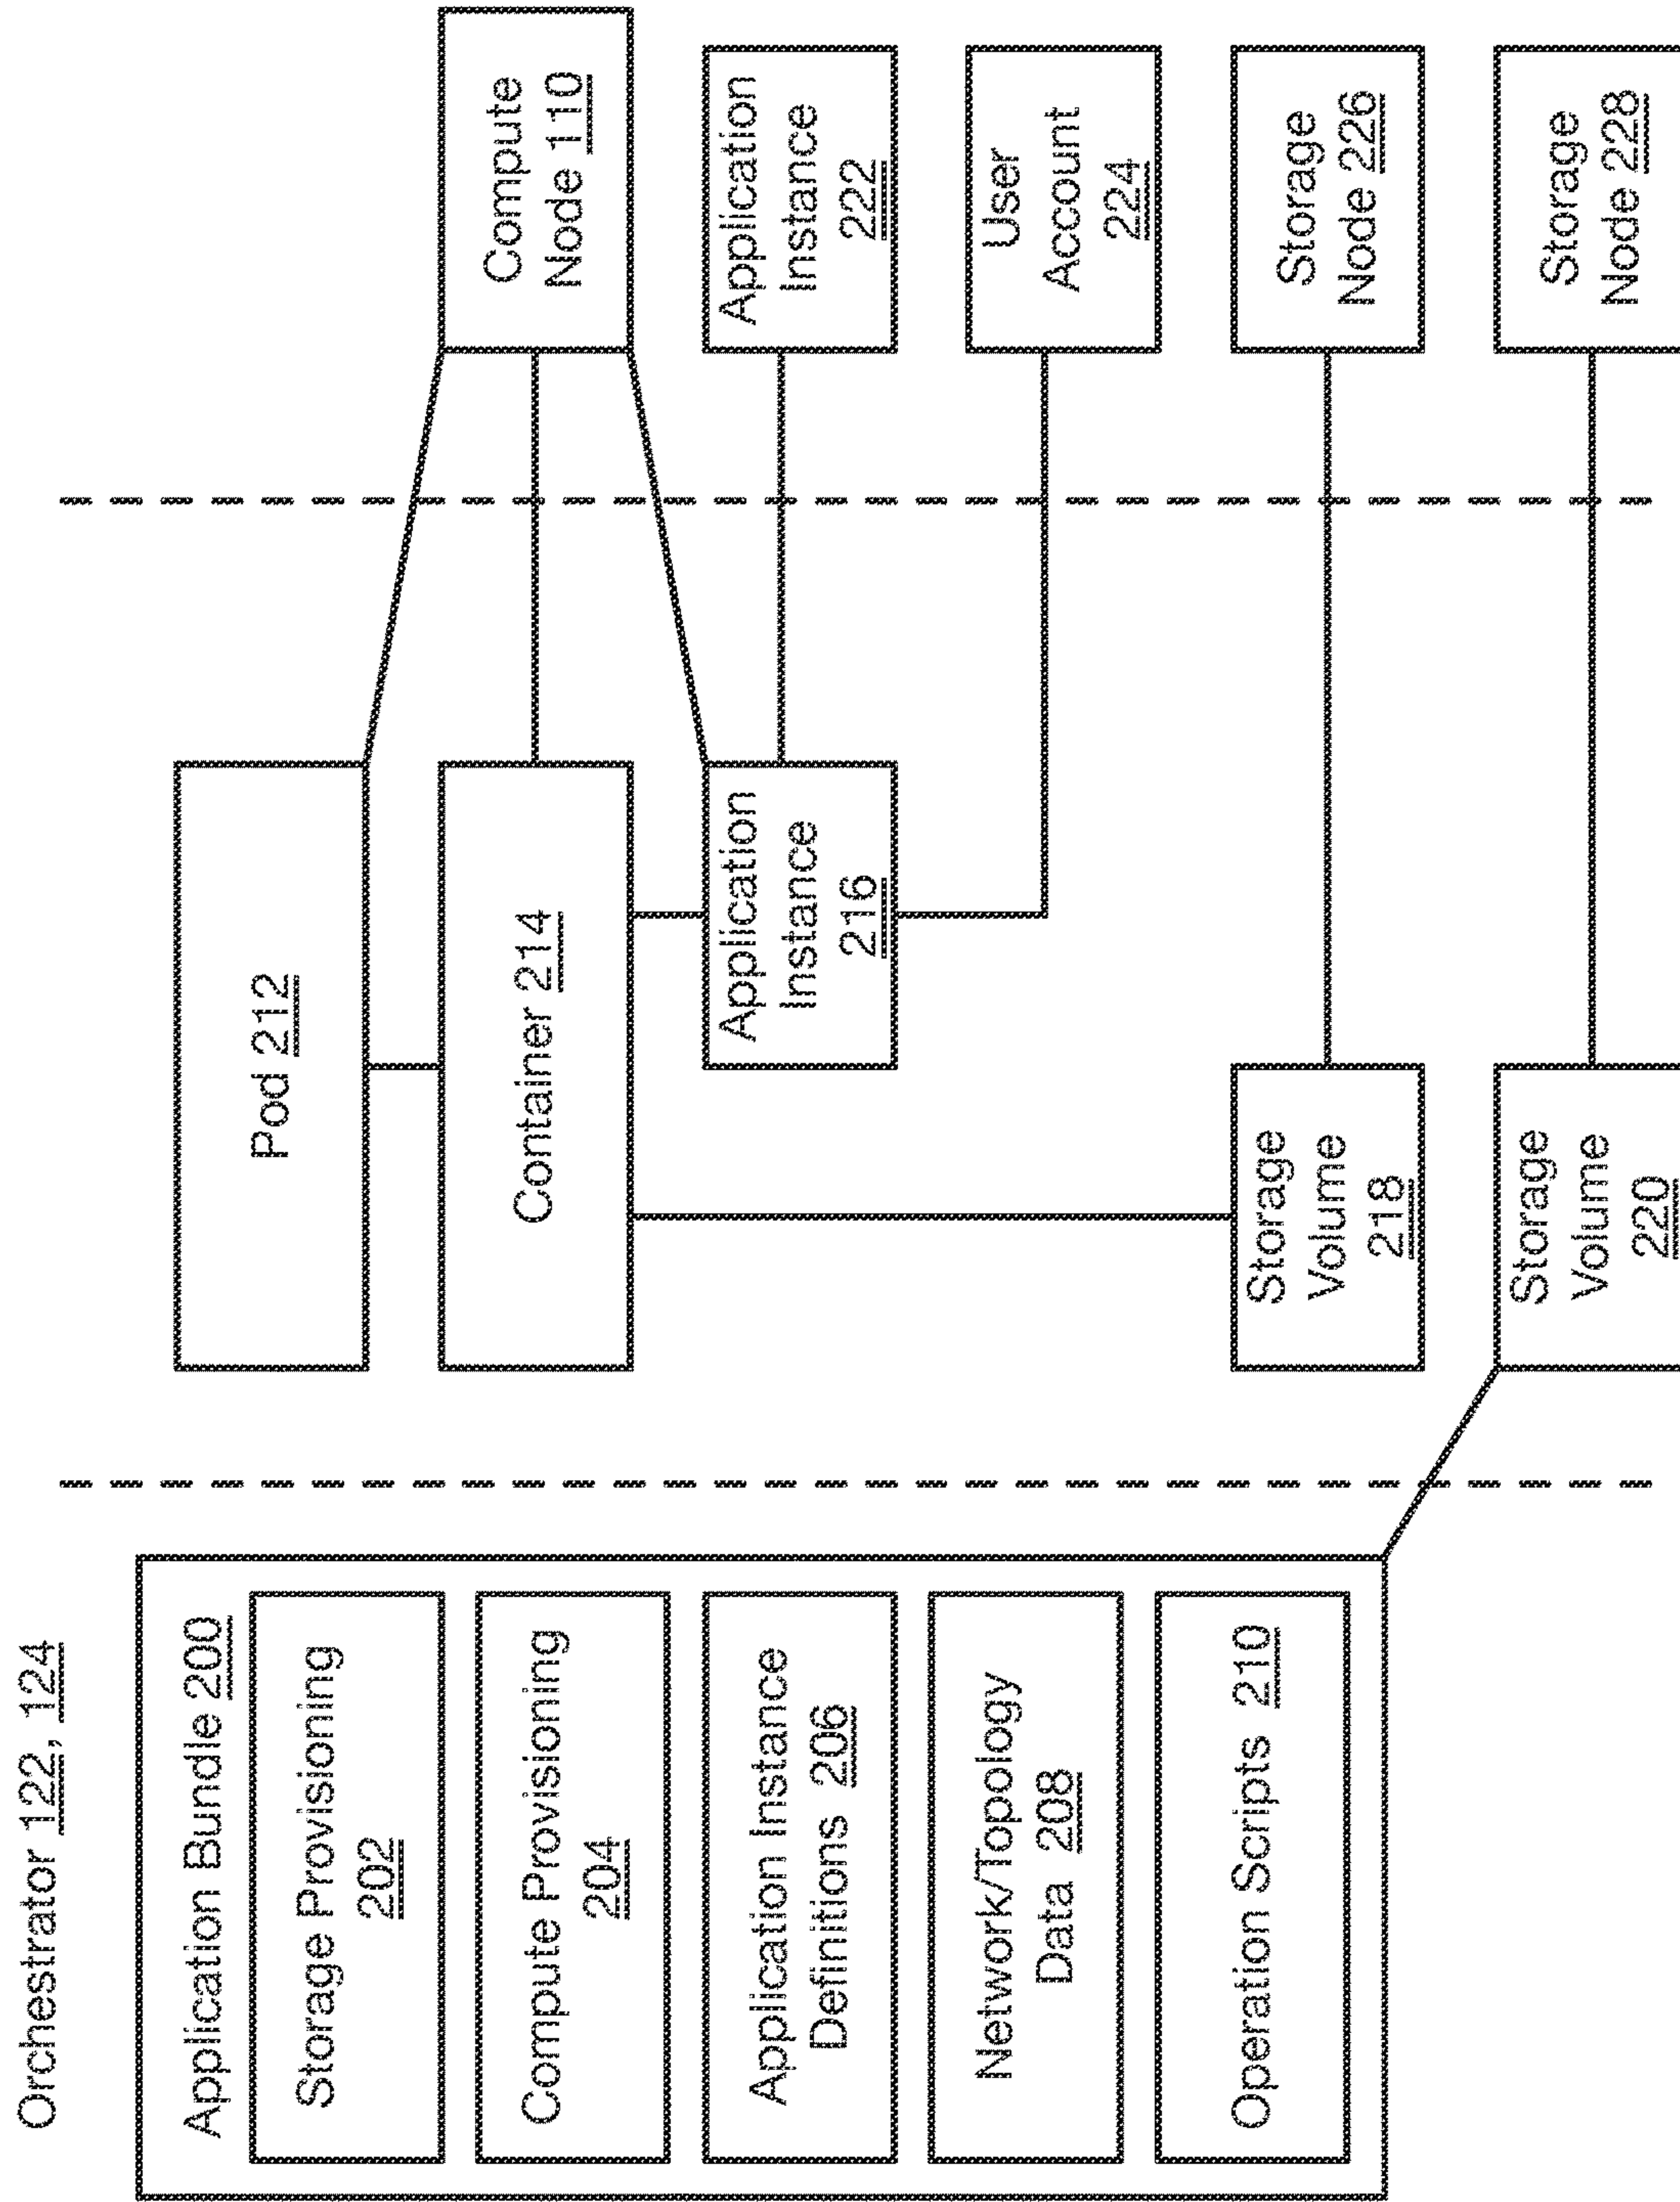 Orchestrator 122, 124
Application Bundle 200
Storage Provisioning
202
Compute Provisioning
204
Application Instance
Definitions 206
Network/Topology
Data 208
Operation Scripts 210
Pod 212
Container 214
Application
Instance
216
Storage
Volume
218
Storage
Volume
220
Compute
Node 110
Application
Instance
222
User
Account
224
Storage
Node 226
Storage
Node 228